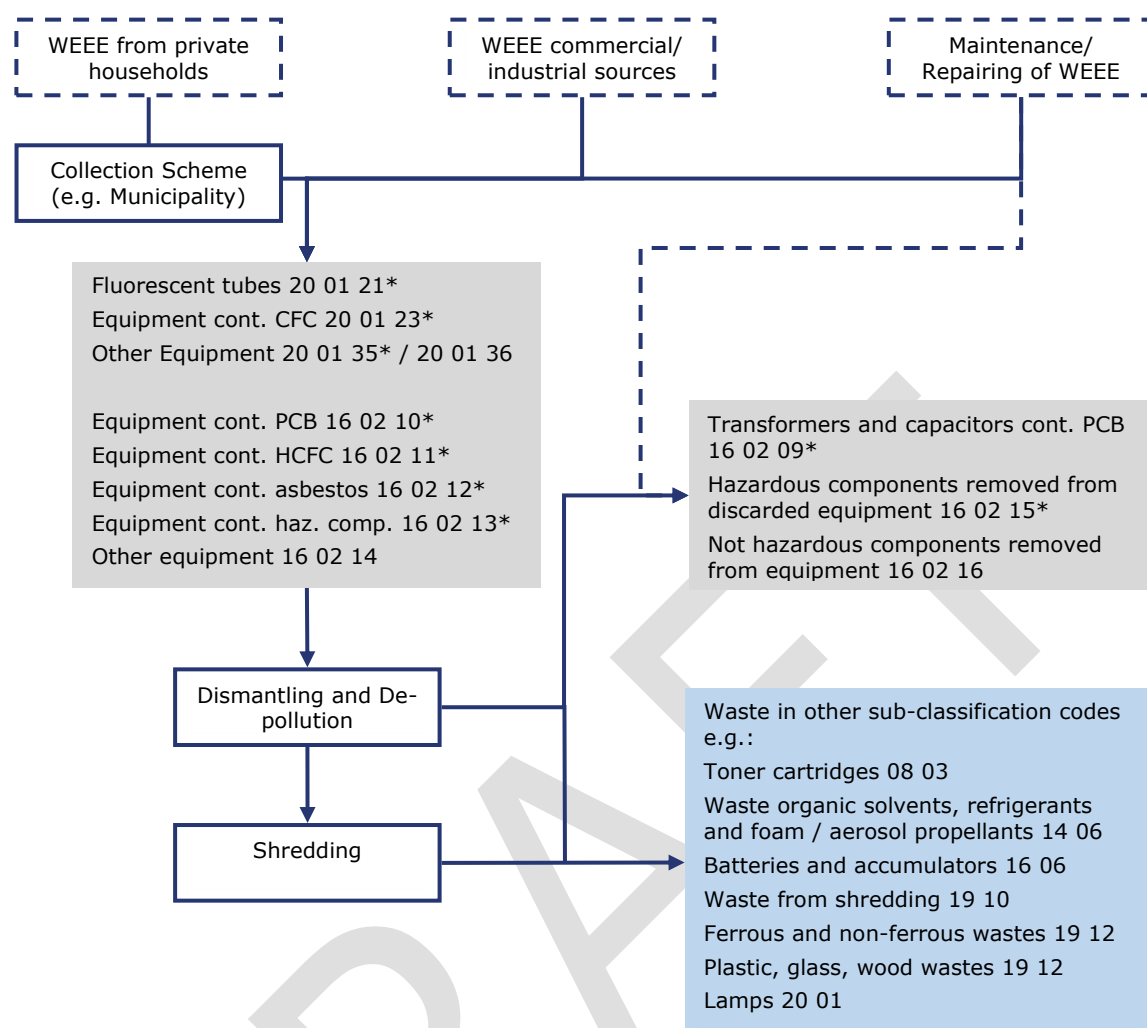 WEEE from private
households
WEEE commercial/
industrial sources
Maintenance/
Repairing of WEEE
Collection Scheme
(e.g. Municipality)
Fluorescent tubes 20 01 21*
Equipment cont. CFC 20 01 23*
Other Equipment 20 01 35* / 20 01 36
Equipment cont. PCB 16 02 10*
Equipment cont. HCFC 16 02 11*
Equipment cont. asbestos 16 02 12*
Equipment cont. haz. comp. 16 02 13*
Other equipment 16 02 14
Transformers and capacitors cont. PCB
16 02 09*
Hazardous components removed from
discarded equipment 16 02 15*
Not hazardous components removed
from equipment 16 02 16
Dismantling and De-
pollution
Shredding
Waste in other sub-classification codes
e.g.:
Toner cartridges 08 03
Waste organic solvents, refrigerants
and foam / aerosol propellants 14 06
Batteries and accumulators 16 06
Waste from shredding 19 10
Ferrous and non-ferrous wastes 19 12
Plastic, glass, wood wastes 19 12
Lamps 20 01
DRAFT